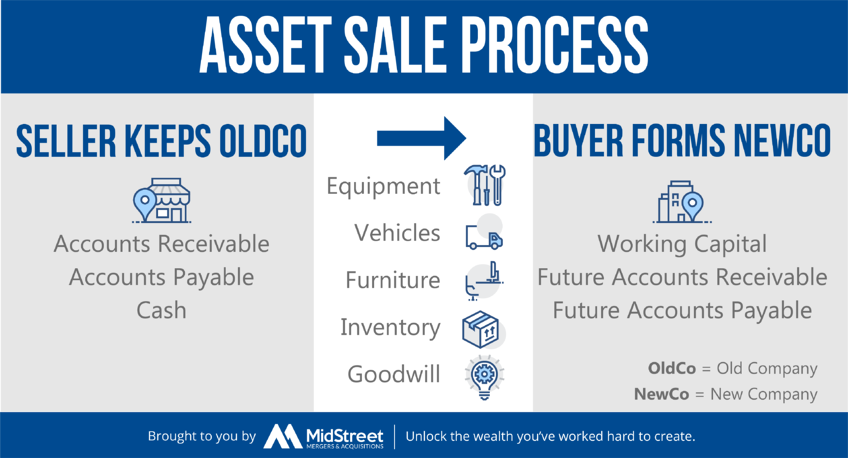 ASSET SALE PROCESS
SELLER KEEPS OLDCO
Accounts Receivable
Accounts Payable
Cash
Equipment
Vehicles
Furniture
Inventory
Goodwill
BUYER FORMS NEWCO
Working Capital
Future Accounts Receivable
Future Accounts Payable
OldCo = Old Company
NewCo = New Company
Brought to you by MidStreet MERGERS & ACQUISITIONS | Unlock the wealth you've worked hard to create.